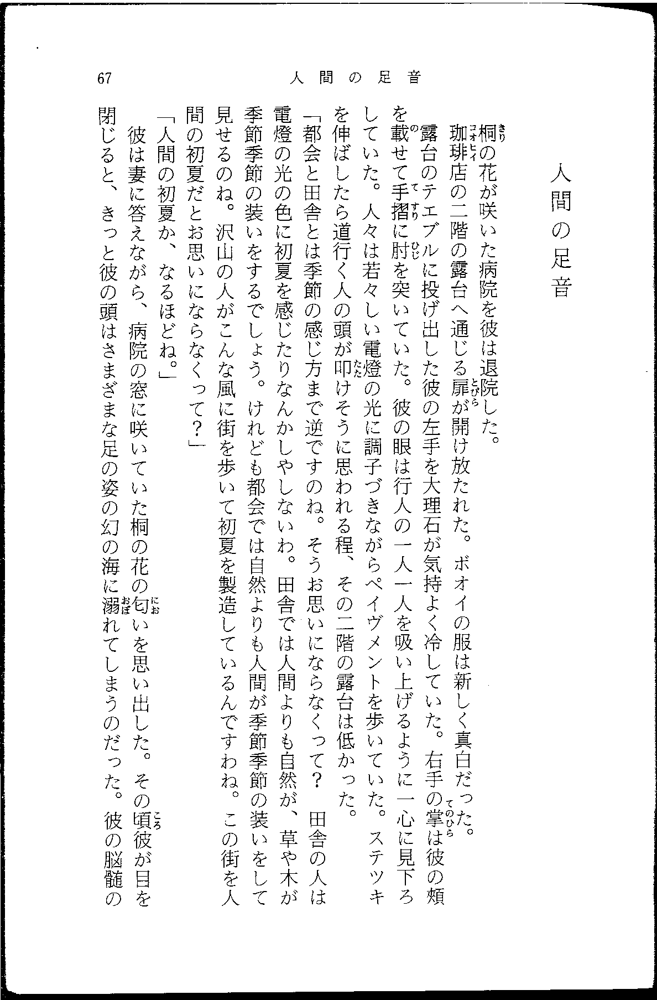 67
人間の足音
人間の足音
桐の花が咲いた病院を彼は退院した。
珈琲店の二階の露台へ通じる扉が開け放たれた。ボオイの服は新しく真白だった。
露台のテエブルに投げ出した彼の左手を大理石が気持よく冷していた。右手の掌は彼の頰
を載せて手摺に肘を突いていた。彼の眼は行人の一人一人を吸い上げるように一心に見下ろ
していた。人々は若々しい電燈の光に調子づきながらペイヴメントを歩いていた。ステツキ
を伸ばしたら道行く人の頭が叩けそうに思われる程、その二階の露台は低かった。
「都会と田舎とは季節の感じ方まで逆ですのね。そうお思いにならなくって？　田舎の人は
電燈の光の色に初夏を感じたりなんかしやしないわ。田舎では人間よりも自然が、草や木が
季節季節の装いをするでしょう。けれども都会では自然よりも人間が季節季節の装いをして
見せるのね。沢山の人がこんな風に街を歩いて初夏を製造しているんですわね。この街を人
間の初夏だとお思いにならなくって？」
「人間の初夏か、なるほどね。」
彼は妻に答えながら、病院の窓に咲いていた桐の花の匂いを思い出した。その頃彼が目を
閉じると、きっと彼の頭はさまざまな足の姿の幻の海に溺れてしまうのだった。彼の脳髄の